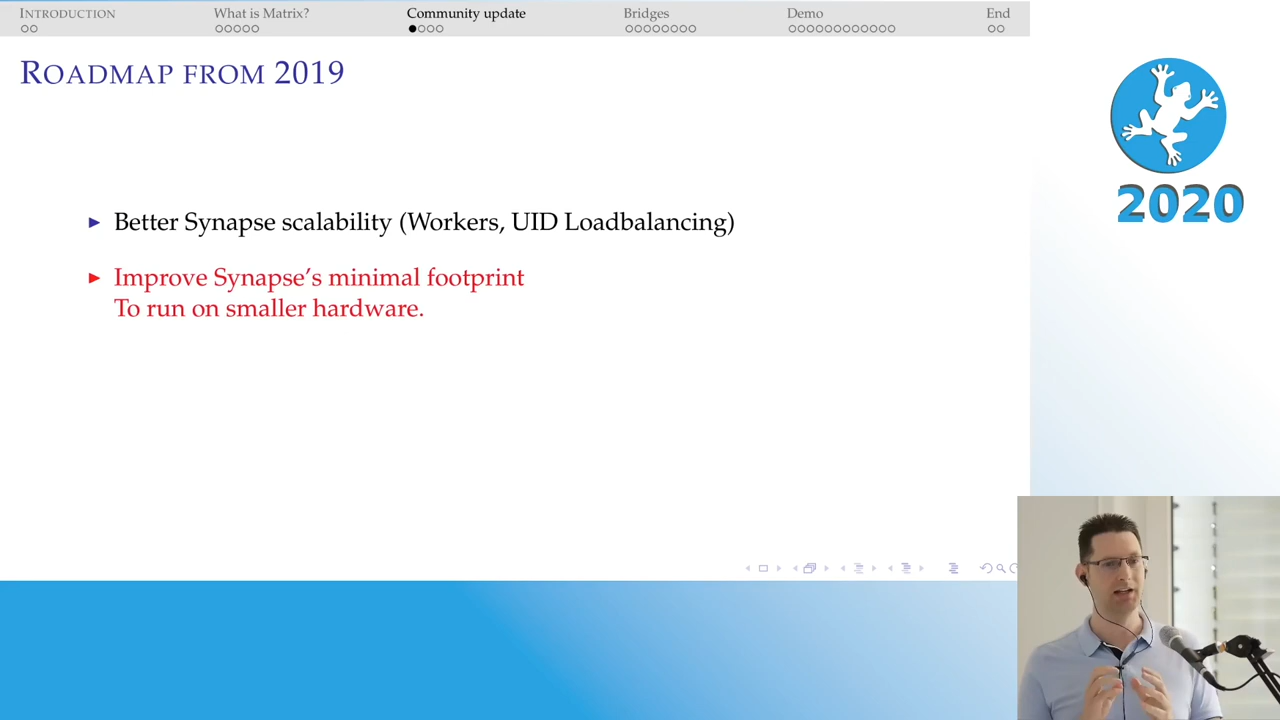 INTRODUCTION
What is Matrix?
Community update
Bridges
Demo
End
ROADMAP FROM 2019
Better Synapse scalability (Workers, UID Loadbalancing)
Improve Synapse's minimal footprint
To run on smaller hardware.
2020